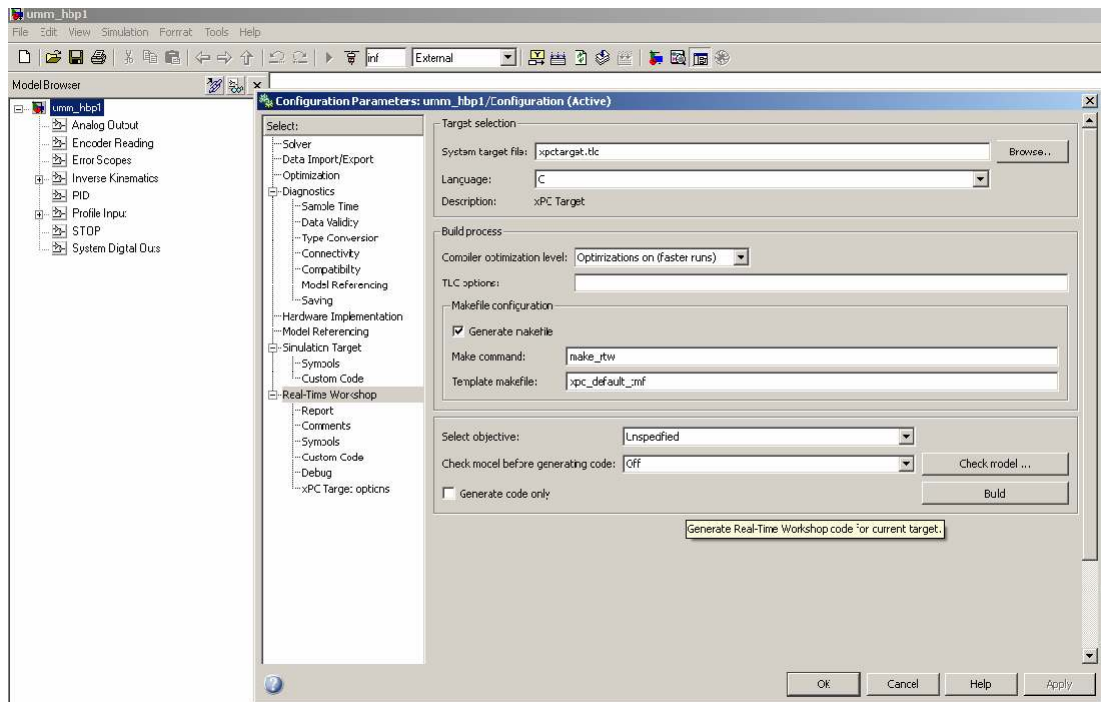 umm_hbp1
File Edit View Simulation Format Tools Help
inf External
Model Browser
umm_hbp1
Analog Output
Encoder Reading
Error Scopes
Inverse Kinematics
PID
Profile Input
STOP
System Digital Outs
Configuration Parameters: umm_hbp1/Configuration (Active)
Select:
Solver
Data Import/Export
Optimization
Diagnostics
Sample Time
Data Validity
Type Conversion
Connectivity
Compatibility
Model Referencing
Saving
Hardware Implementation
Model Referencing
Simulation Target
Symbols
Custom Code
Real-Time Workshop
Report
Comments
Symbols
Custom Code
Debug
xPC Target options
Target selection
System target file: xpctarget.tlc Browse...
Language: C
Description: xPC Target
Build process
Compiler optimization level: Optimizations on (faster runs)
TLC options:
Makefile configuration
Generate makefile
Make command: make_rtw
Template makefile: xpc_default_tmf
Select objective: Unspecified
Check model before generating code: Off Check model ...
Generate code only Build
Generate Real-Time Workshop code for current target.
OK Cancel Help Apply